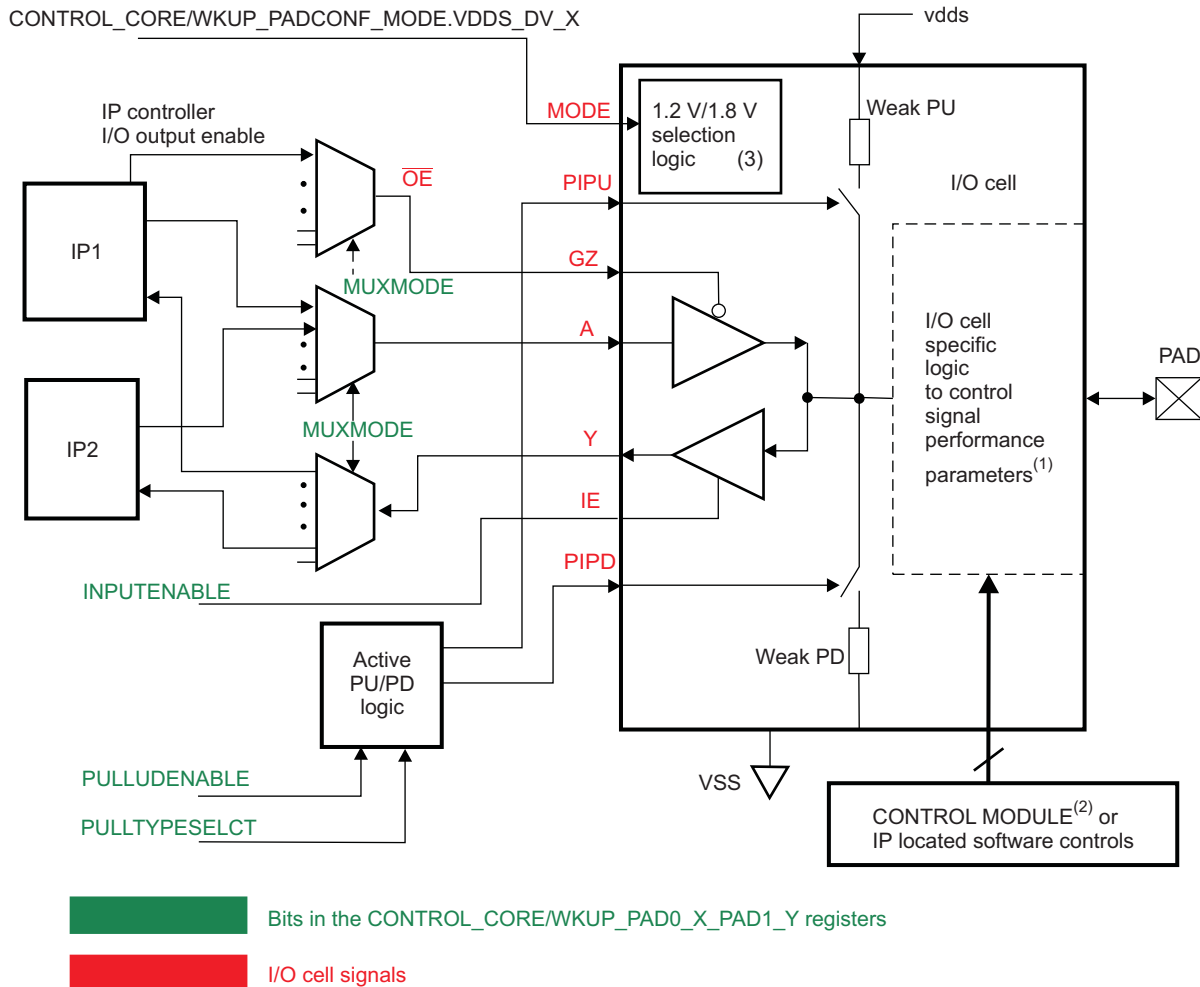 CONTROL_CORE/WKUP_PADCONF_MODE.VDDS_DV_X
vdds
IP controller
I/O output enable
MODE
1.2 V/1.8 V
selection
logic (3)
Weak PU
OE
PIPU
I/O cell
IP1
GZ
MUXMODE
A
I/O cell
specific
logic
to control
signal
performance
parameters(1)
PAD
IP2
MUXMODE
Y
IE
PIPD
INPUTENABLE
Active
PU/PD
logic
Weak PD
PULLUDENABLE
VSS
PULLTYPESELCT
CONTROL MODULE(2) or
IP located software controls
Bits in the CONTROL_CORE/WKUP_PAD0_X_PAD1_Y registers
I/O cell signals